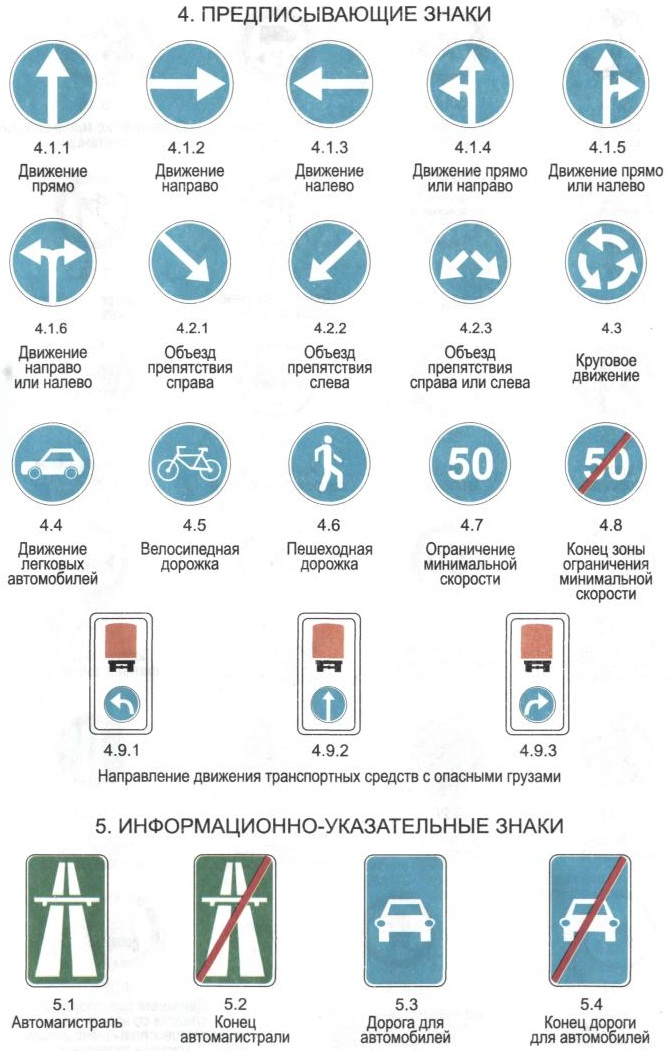 4. ПРЕДПИСЫВАЮЩИЕ ЗНАКИ
4.1.1
Движение
прямо
4.1.2
Движение
направо
4.1.3
Движение
налево
4.1.4
Движение прямо
или направо
4.1.5
Движение прямо
или налево
4.1.6
Движение
направо
или налево
4.2.1
Объезд
препятствия
справа
4.2.2
Объезд
препятствия
слева
4.2.3
Объезд
препятствия
справа или слева
4.3
Круговое
движение
50
50
4.4
Движение
легковых
автомобилей
4.5
Велосипедная
дорожка
4.6
Пешеходная
дорожка
4.7
Ограничение
минимальной
скорости
4.8
Конец зоны
ограничения
минимальной
скорости
4.9.1
4.9.2
4.9.3
Направление движения транспортных средств с опасными грузами
5. ИНФОРМАЦИОННО-УКАЗАТЕЛЬНЫЕ ЗНАКИ
5.1
Автомагистраль
5.2
Конец
автомагистрали
5.3
Дорога для
автомобилей
5.4
Конец дороги
для автомобилей